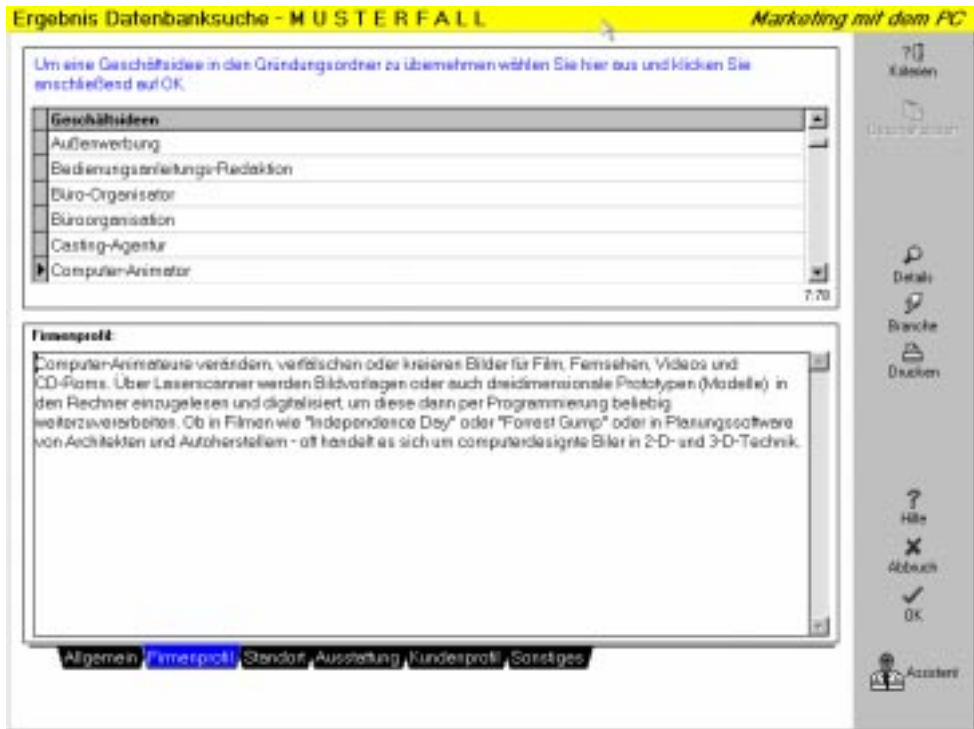 Ergebnis Datenbanksuche - M U S T E R F A L L
Marketing mit dem PC
Um eine Geschäftsidee in den Gründungsordner zu übernehmen wählen Sie hier aus und klicken Sie
anschließend auf OK.
Geschäftsideen
Außenwerbung
Bedienungsanleitungs-Redaktion
Büro-Organisator
Büroorganisation
Casting-Agentur
Computer-Animator
Firmenprofil:
Computer-Animateure verändern, verfälschen oder kreieren Bilder für Film, Fernsehen, Videos und
CD-Roms. Über Laserscanner werden Bildvorlagen oder auch dreidimensionale Prototypen (Modelle) in
den Rechner einzugelesen und digitalisiert, um diese dann per Programmierung beliebig
weiterzuverarbeiten. Ob in Filmen wie "Independence Day" oder "Forrest Gump" oder in Planungssoftware
von Architekten und Autoherstellern - oft handelt es sich um computerdesignte Biler in 2-D- und 3-D-Technik.
Allgemein Firmenprofil Standort Ausstattung Kundenprofil Sonstiges
Details
Branche
Drucken
Hilfe
Abbruch
OK
Assistent